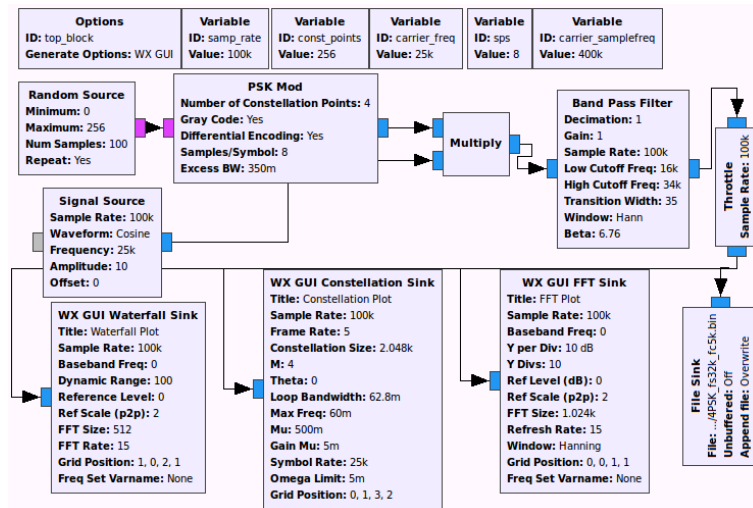 Options
ID: top_block
Generate Options: WX GUI
Variable
ID: samp_rate
Value: 100k
Variable
ID: const_points
Value: 256
Variable
ID: carrier_freq
Value: 25k
Variable
ID: sps
Value: 8
Variable
ID: carrier_samplefreq
Value: 400k
Random Source
Minimum: 0
Maximum: 256
Num Samples: 100
Repeat: Yes
PSK Mod
Number of Constellation Points: 4
Gray Code: Yes
Differential Encoding: Yes
Samples/Symbol: 8
Excess BW: 350m
Multiply
Band Pass Filter
Decimation: 1
Gain: 1
Sample Rate: 100k
Low Cutoff Freq: 16k
High Cutoff Freq: 34k
Transition Width: 35
Window: Hann
Beta: 6.76
Throttle
Sample Rate: 100k
Signal Source
Sample Rate: 100k
Waveform: Cosine
Frequency: 25k
Amplitude: 10
Offset: 0
WX GUI Waterfall Sink
Title: Waterfall Plot
Sample Rate: 100k
Baseband Freq: 0
Dynamic Range: 100
Reference Level: 0
Ref Scale (p2p): 2
FFT Size: 512
FFT Rate: 15
Grid Position: 1, 0, 2, 1
Freq Set Varname: None
WX GUI Constellation Sink
Title: Constellation Plot
Sample Rate: 100k
Frame Rate: 5
Constellation Size: 2.048k
M: 4
Theta: 0
Loop Bandwidth: 62.8m
Max Freq: 60m
Mu: 500m
Gain Mu: 5m
Symbol Rate: 25k
Omega Limit: 5m
Grid Position: 0, 1, 3, 2
WX GUI FFT Sink
Title: FFT Plot
Sample Rate: 100k
Baseband Freq: 0
Y per Div: 10 dB
Y Divs: 10
Ref Level (dB): 0
Ref Scale (p2p): 2
FFT Size: 1.024k
Refresh Rate: 15
Window: Hanning
Grid Position: 0, 0, 1, 1
Freq Set Varname: None
File Sink
File: .../4PSK_fs32k_fc5k.bin
Unbuffered: Off
Append file: Overwrite